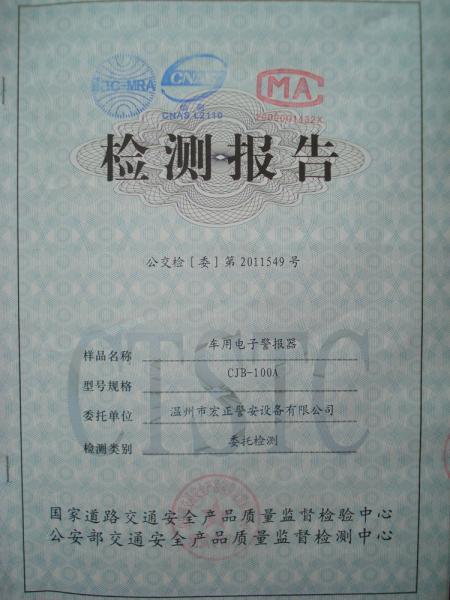 ilac-MRA CNAS MA
检测
CNAS L2110
检测报告
公交检[委]第2011549号
CTSTC
样品名称 车用电子警报器
型号规格 CJB-100A
委托单位 温州市宏正警安设备有限公司
检测类别 委托检测
国家道路交通安全产品质量监督检验中心
公安部交通安全产品质量监督检测中心